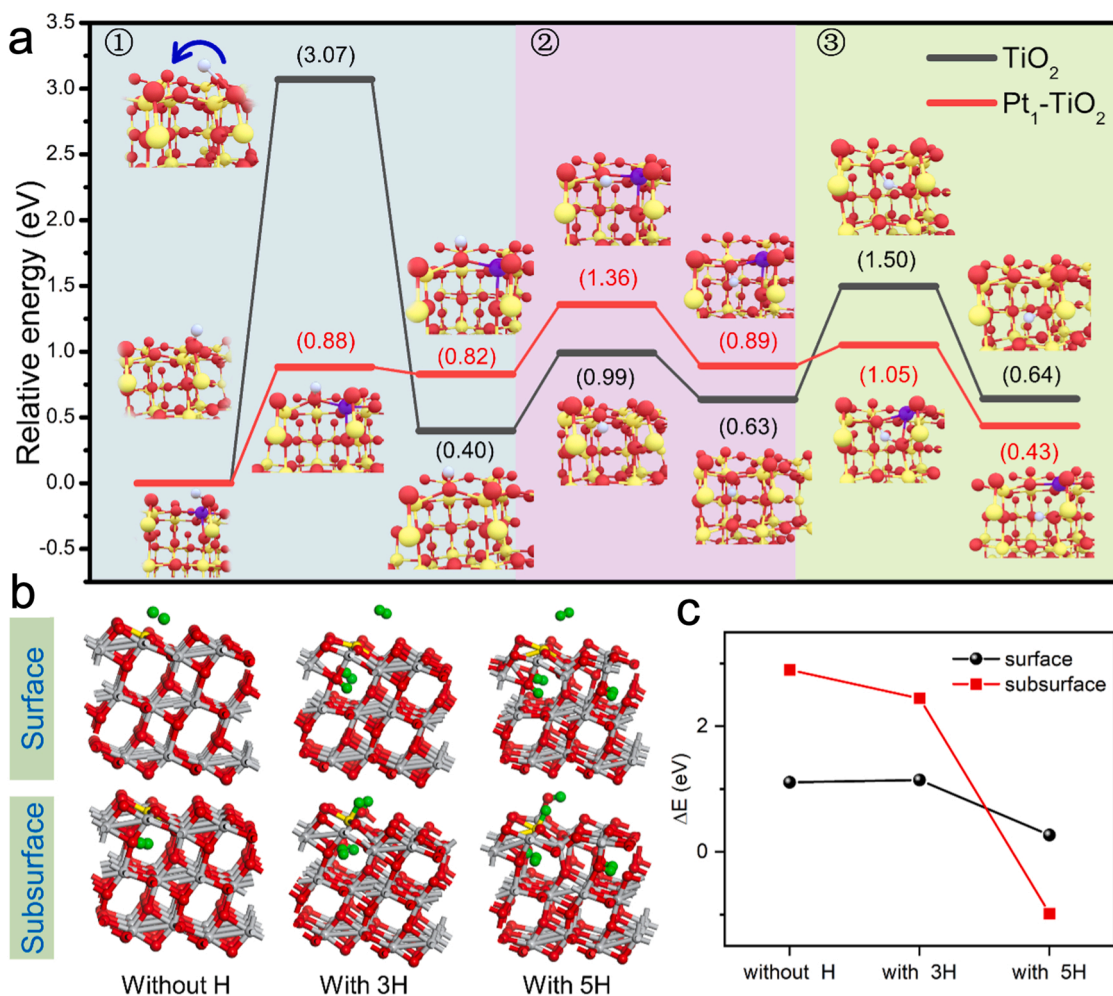 a
①
②
③
TiO₂
Pt₁-TiO₂
Relative energy (eV)
3.5
3.0
2.5
2.0
1.5
1.0
0.5
0.0
-0.5
(3.07)
(0.88)
(0.82)
(0.40)
(1.36)
(0.99)
(0.89)
(0.63)
(1.50)
(1.05)
(0.64)
(0.43)
b
Surface
Subsurface
Without H
With 3H
With 5H
c
surface
subsurface
ΔE (eV)
2
0
without H
with 3H
with 5H